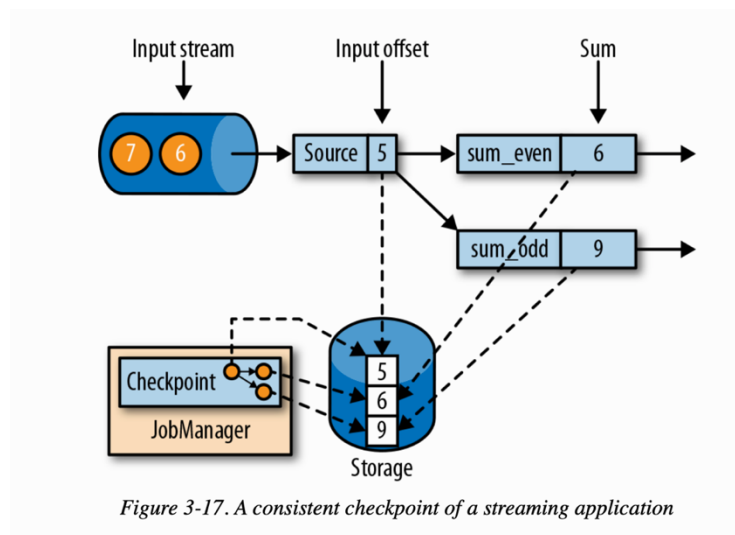 Input stream
Input offset
Sum
7
6
Source
5
sum_even
6
sum_odd
9
Checkpoint
JobManager
5
6
9
Storage
Figure 3-17. A consistent checkpoint of a streaming application